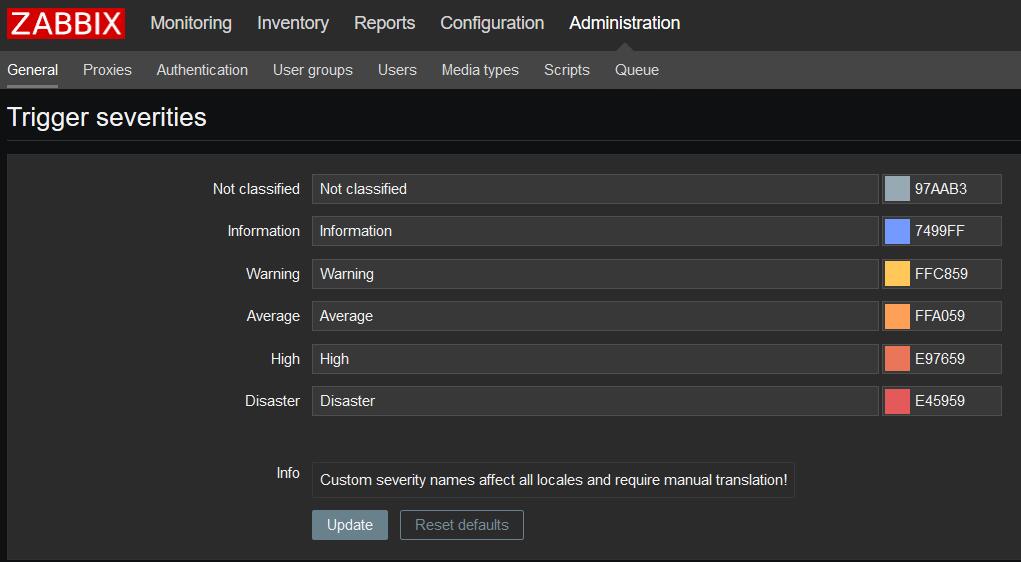 ZABBIX Monitoring Inventory Reports Configuration Administration
General Proxies Authentication User groups Users Media types Scripts Queue
Trigger severities
Not classified Not classified 97AAB3
Information Information 7499FF
Warning Warning FFC859
Average Average FFA059
High High E97659
Disaster Disaster E45959
Info Custom severity names affect all locales and require manual translation!
Update Reset defaults